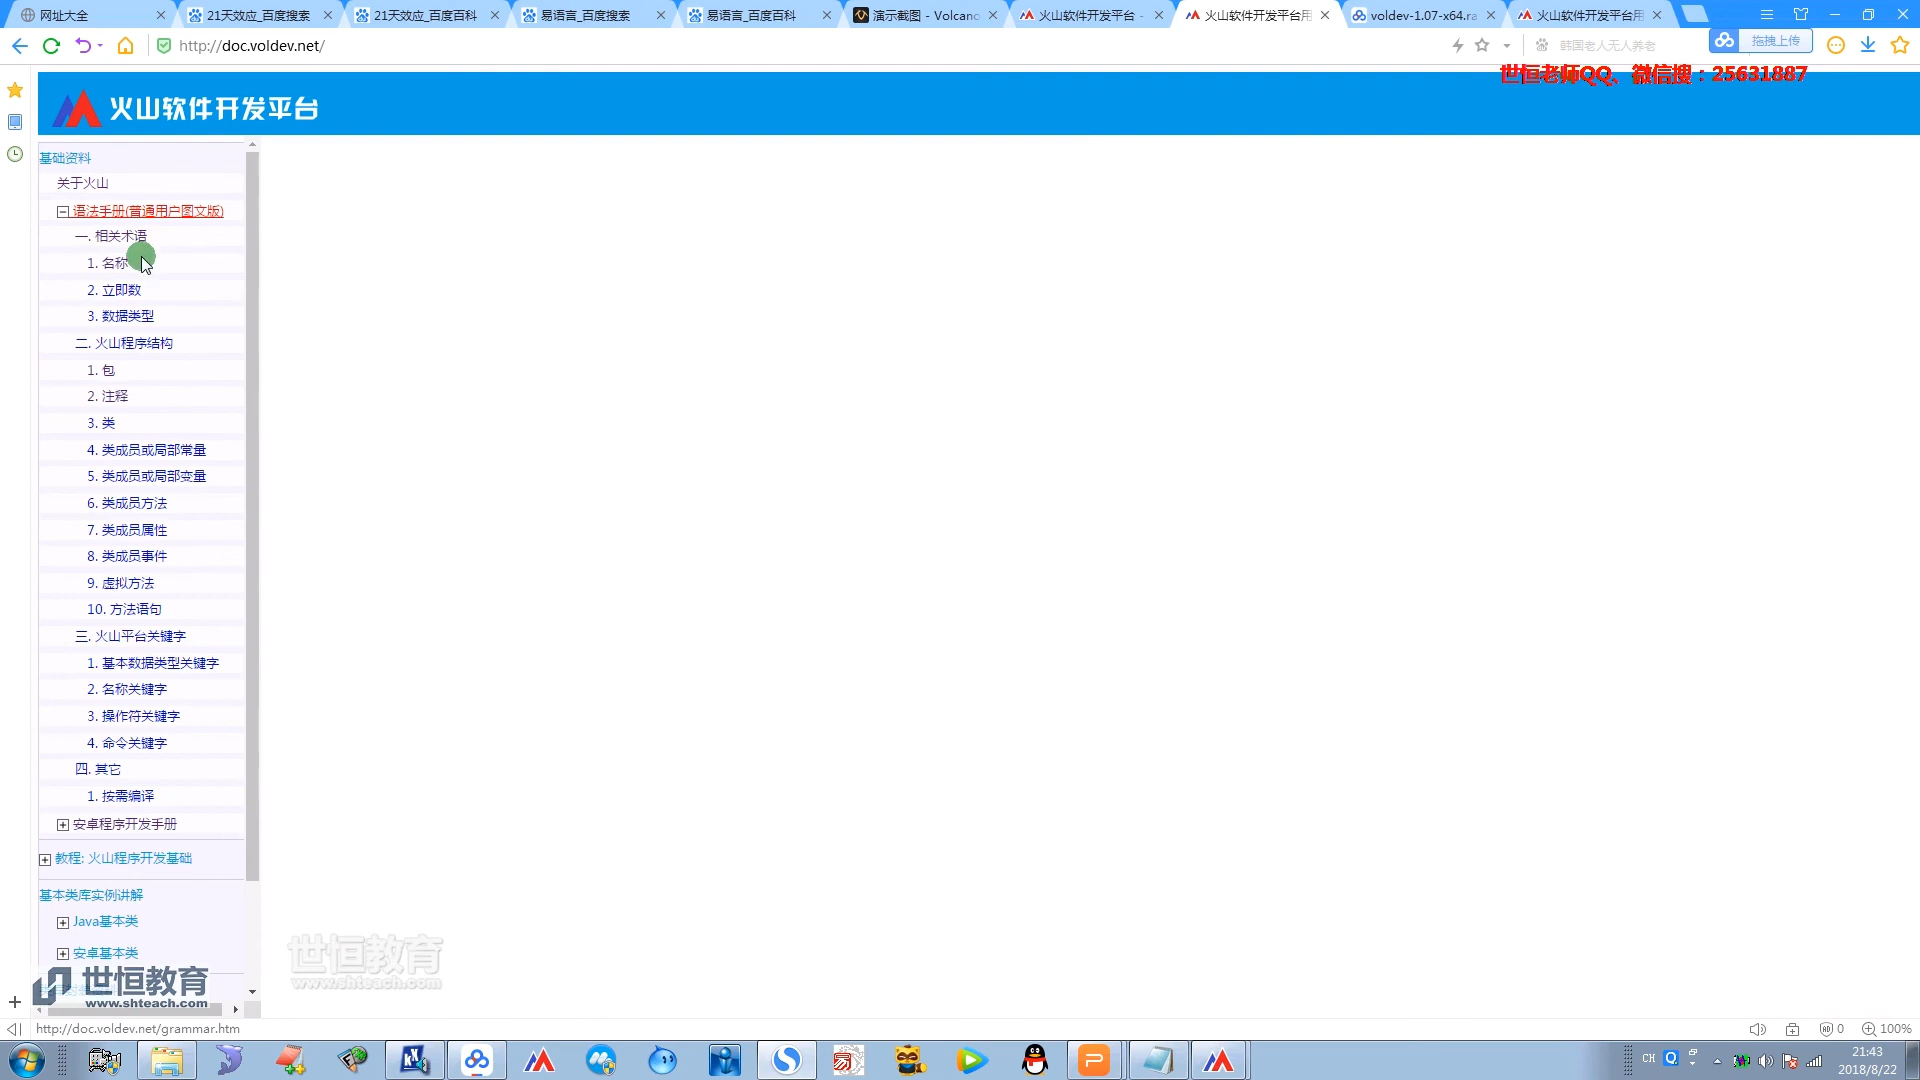 网址大全
21天效应_百度搜索
21天效应_百度百科
易语言_百度搜索
易语言_百度百科
演示截图 - Volcano
火山软件开发平台 -
火山软件开发平台用
voldev-1.07-x64.ra
火山软件开发平台用
http://doc.voldev.net/
韩国老人无人养老
拖拽上传
世恒老师QQ、微信搜：25631887
火山软件开发平台
基础资料
关于火山
语法手册(普通用户图文版)
一. 相关术语
1. 名称
2. 立即数
3. 数据类型
二. 火山程序结构
1. 包
2. 注释
3. 类
4. 类成员或局部常量
5. 类成员或局部变量
6. 类成员方法
7. 类成员属性
8. 类成员事件
9. 虚拟方法
10. 方法语句
三. 火山平台关键字
1. 基本数据类型关键字
2. 名称关键字
3. 操作符关键字
4. 命令关键字
四. 其它
1. 按需编译
安卓程序开发手册
教程: 火山程序开发基础
基本类库实例讲解
Java基本类
安卓基本类
世恒教育
www.shteach.com
世恒教育
www.shteach.com
http://doc.voldev.net/grammar.htm
0
100%
CH
21:43
2018/8/22